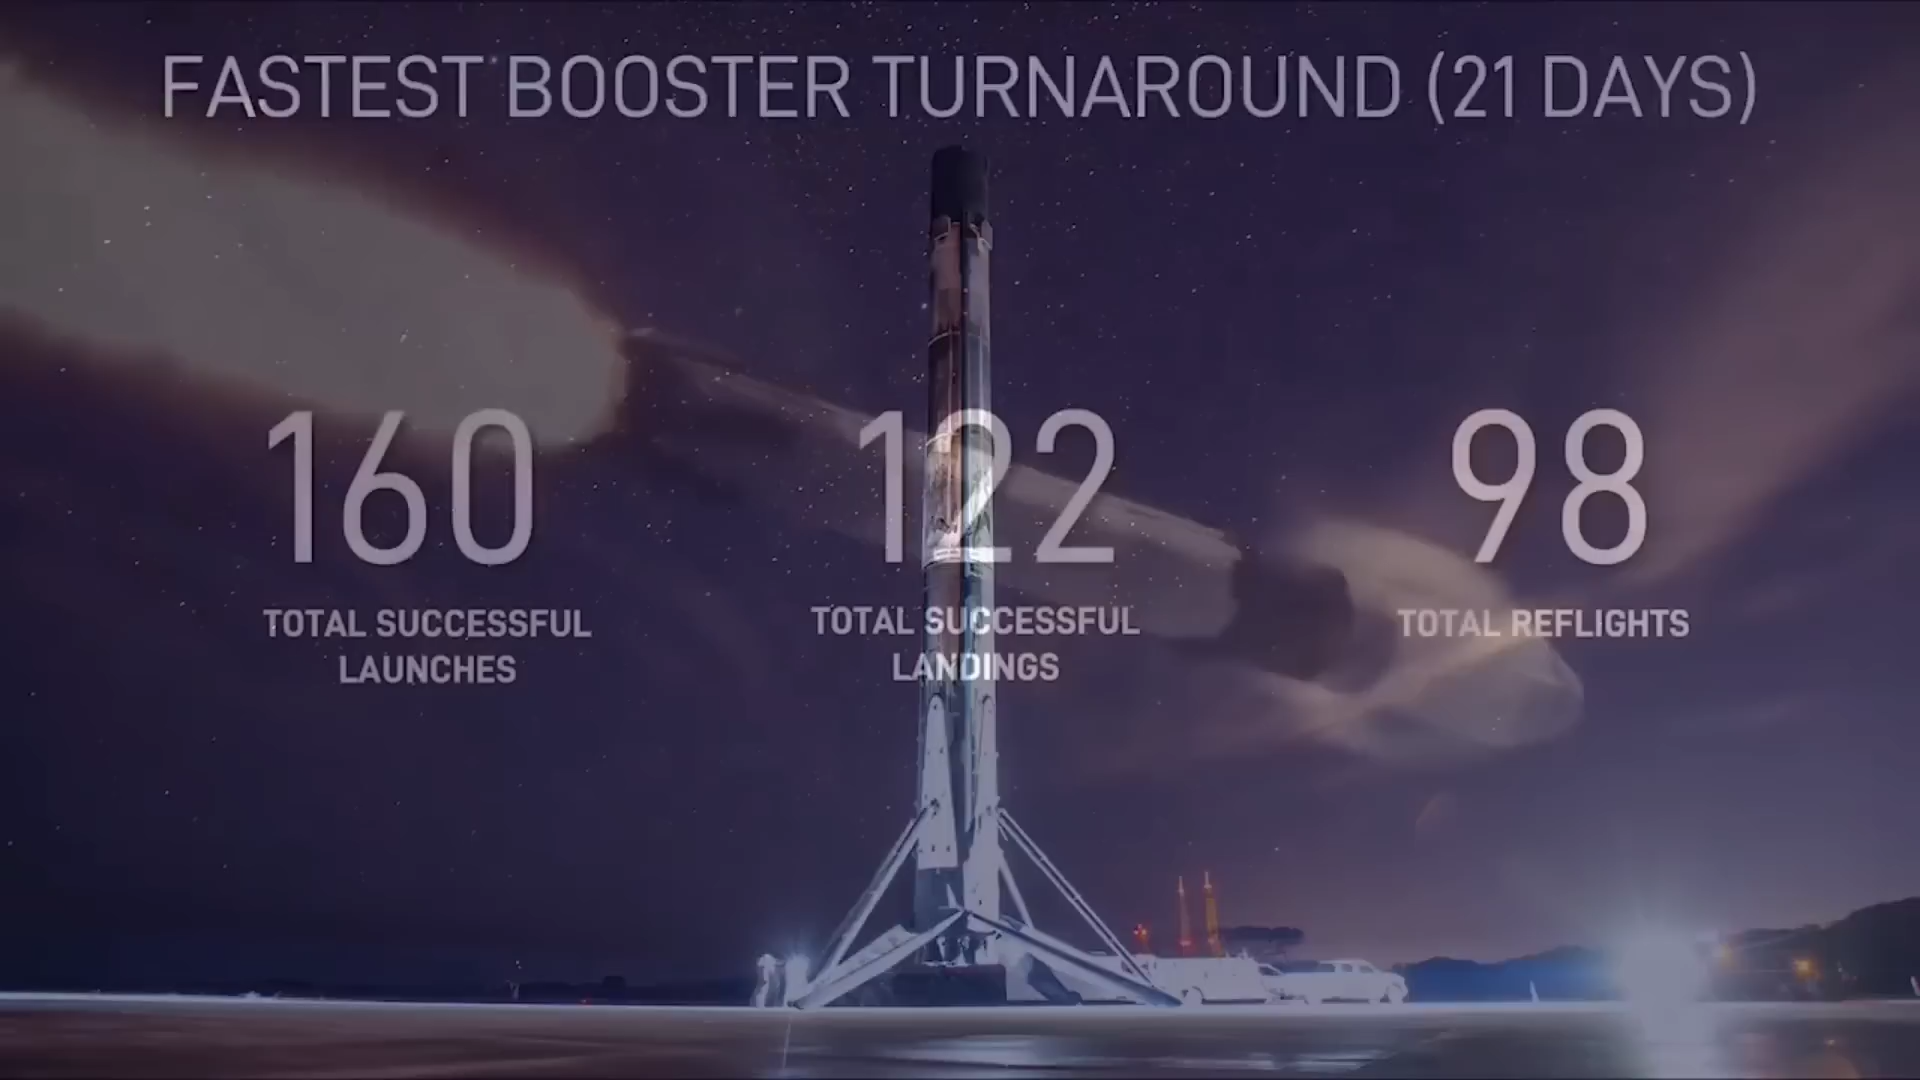 FASTEST BOOSTER TURNAROUND (21 DAYS)
160
TOTAL SUCCESSFUL
LAUNCHES
122
TOTAL SUCCESSFUL
LANDINGS
98
TOTAL REFLIGHTS